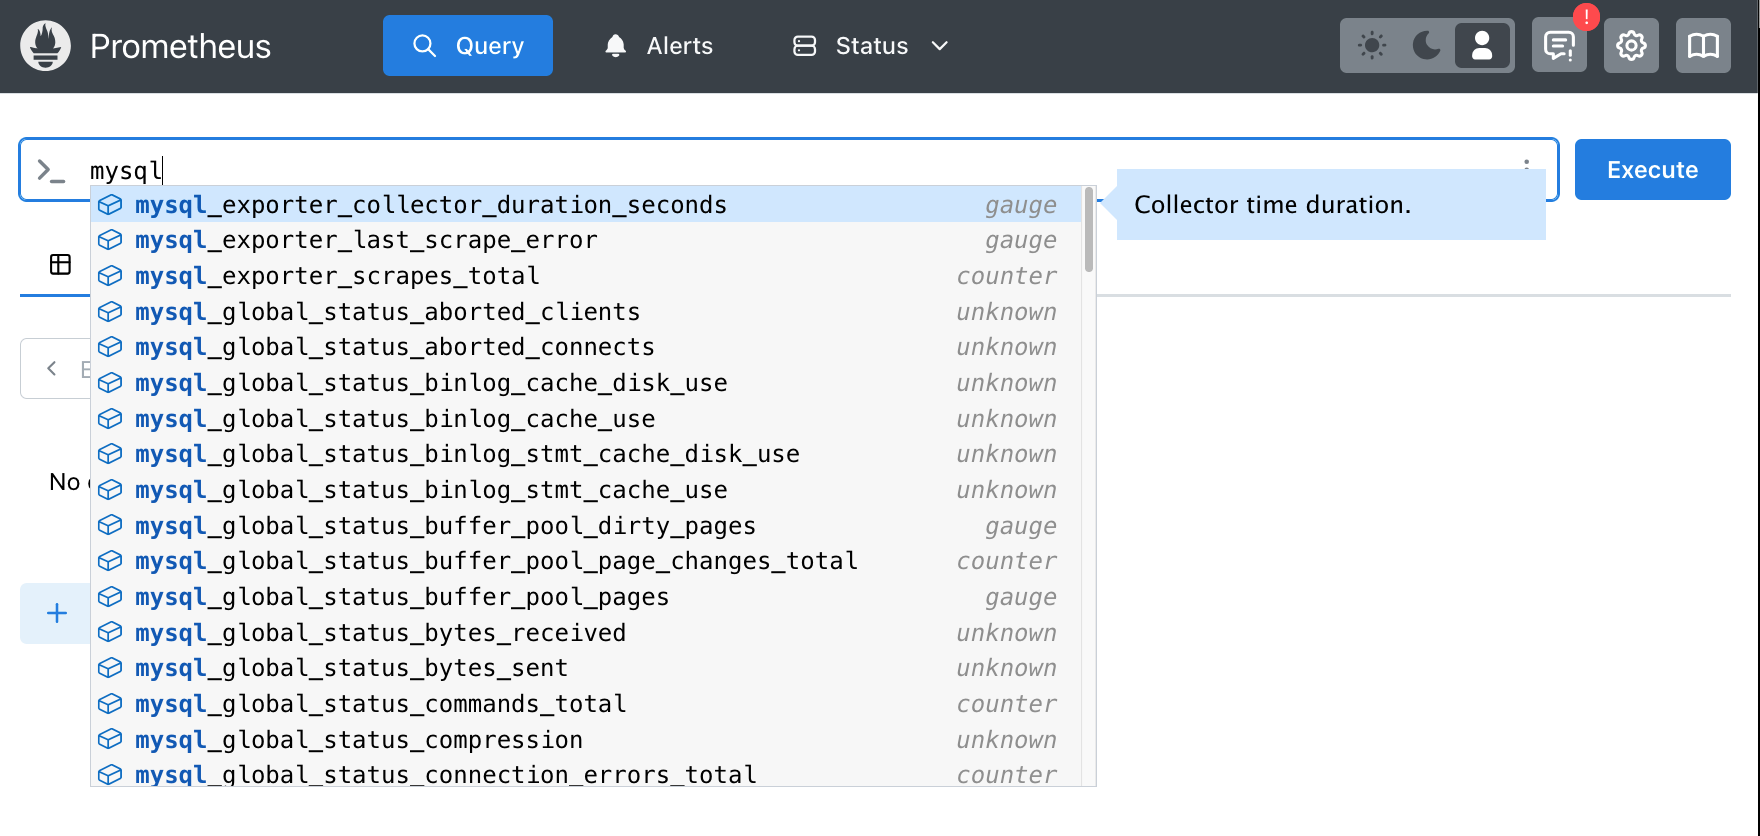 Prometheus
Query
Alerts
Status
!
mysql
Execute
mysql_exporter_collector_duration_seconds gauge
Collector time duration.
mysql_exporter_last_scrape_error gauge
mysql_exporter_scrapes_total counter
mysql_global_status_aborted_clients unknown
mysql_global_status_aborted_connects unknown
mysql_global_status_binlog_cache_disk_use unknown
mysql_global_status_binlog_cache_use unknown
mysql_global_status_binlog_stmt_cache_disk_use unknown
mysql_global_status_binlog_stmt_cache_use unknown
mysql_global_status_buffer_pool_dirty_pages gauge
mysql_global_status_buffer_pool_page_changes_total counter
mysql_global_status_buffer_pool_pages gauge
mysql_global_status_bytes_received unknown
mysql_global_status_bytes_sent unknown
mysql_global_status_commands_total counter
mysql_global_status_compression unknown
mysql_global_status_connection_errors_total counter
No